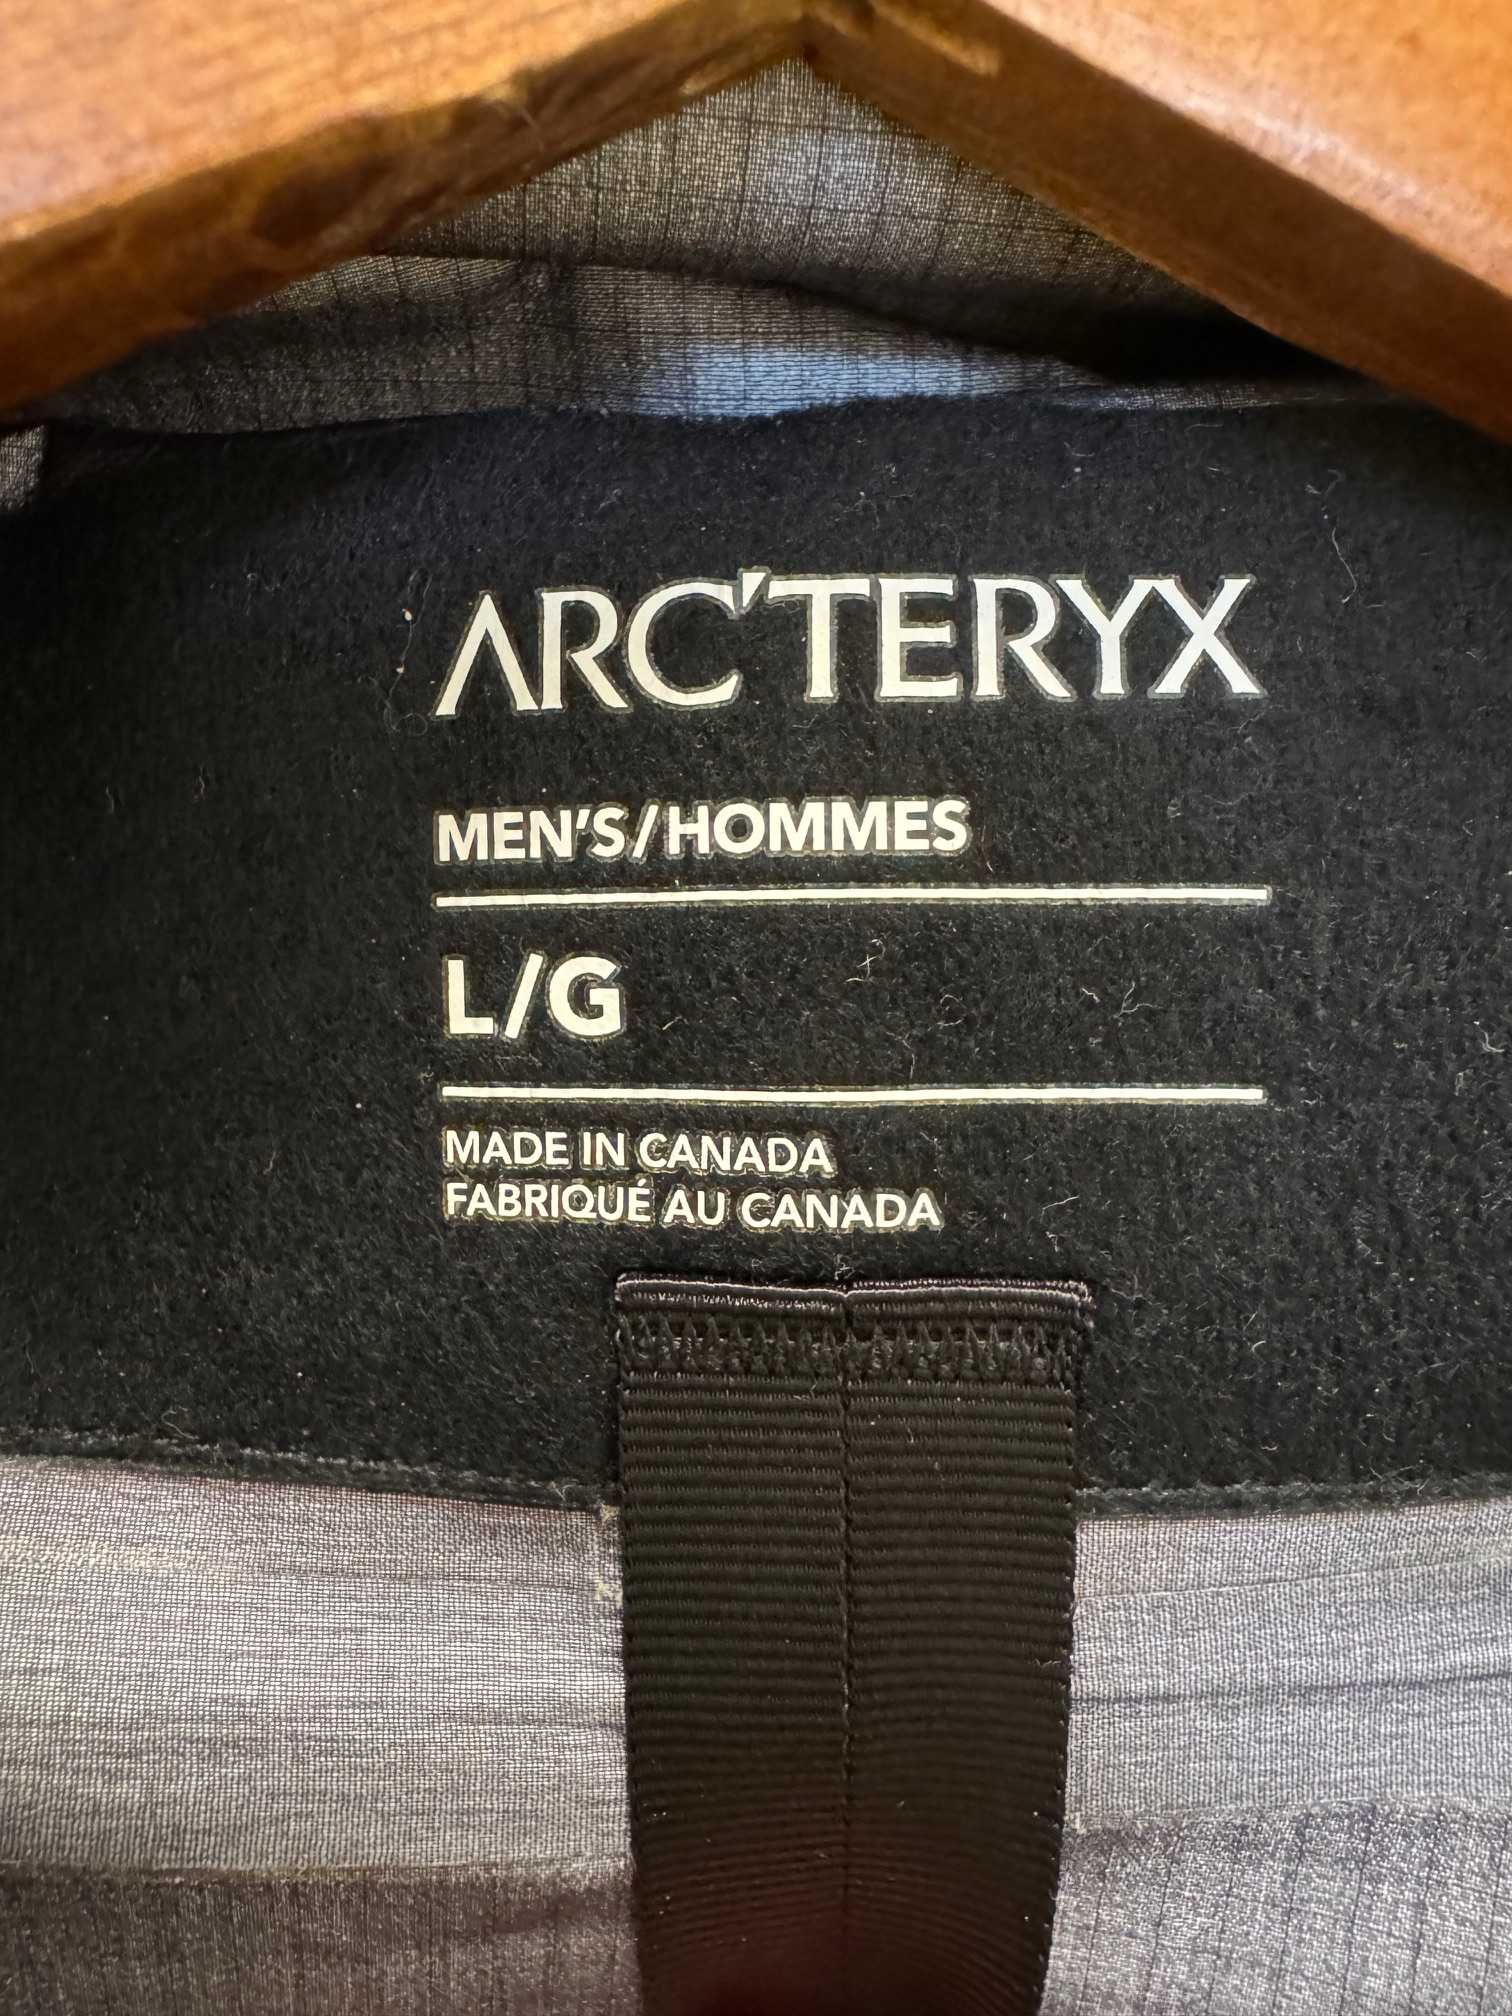 ARC'TERYX
MEN'S/HOMMES
L/G
MADE IN CANADA
FABRIQUÉ AU CANADA